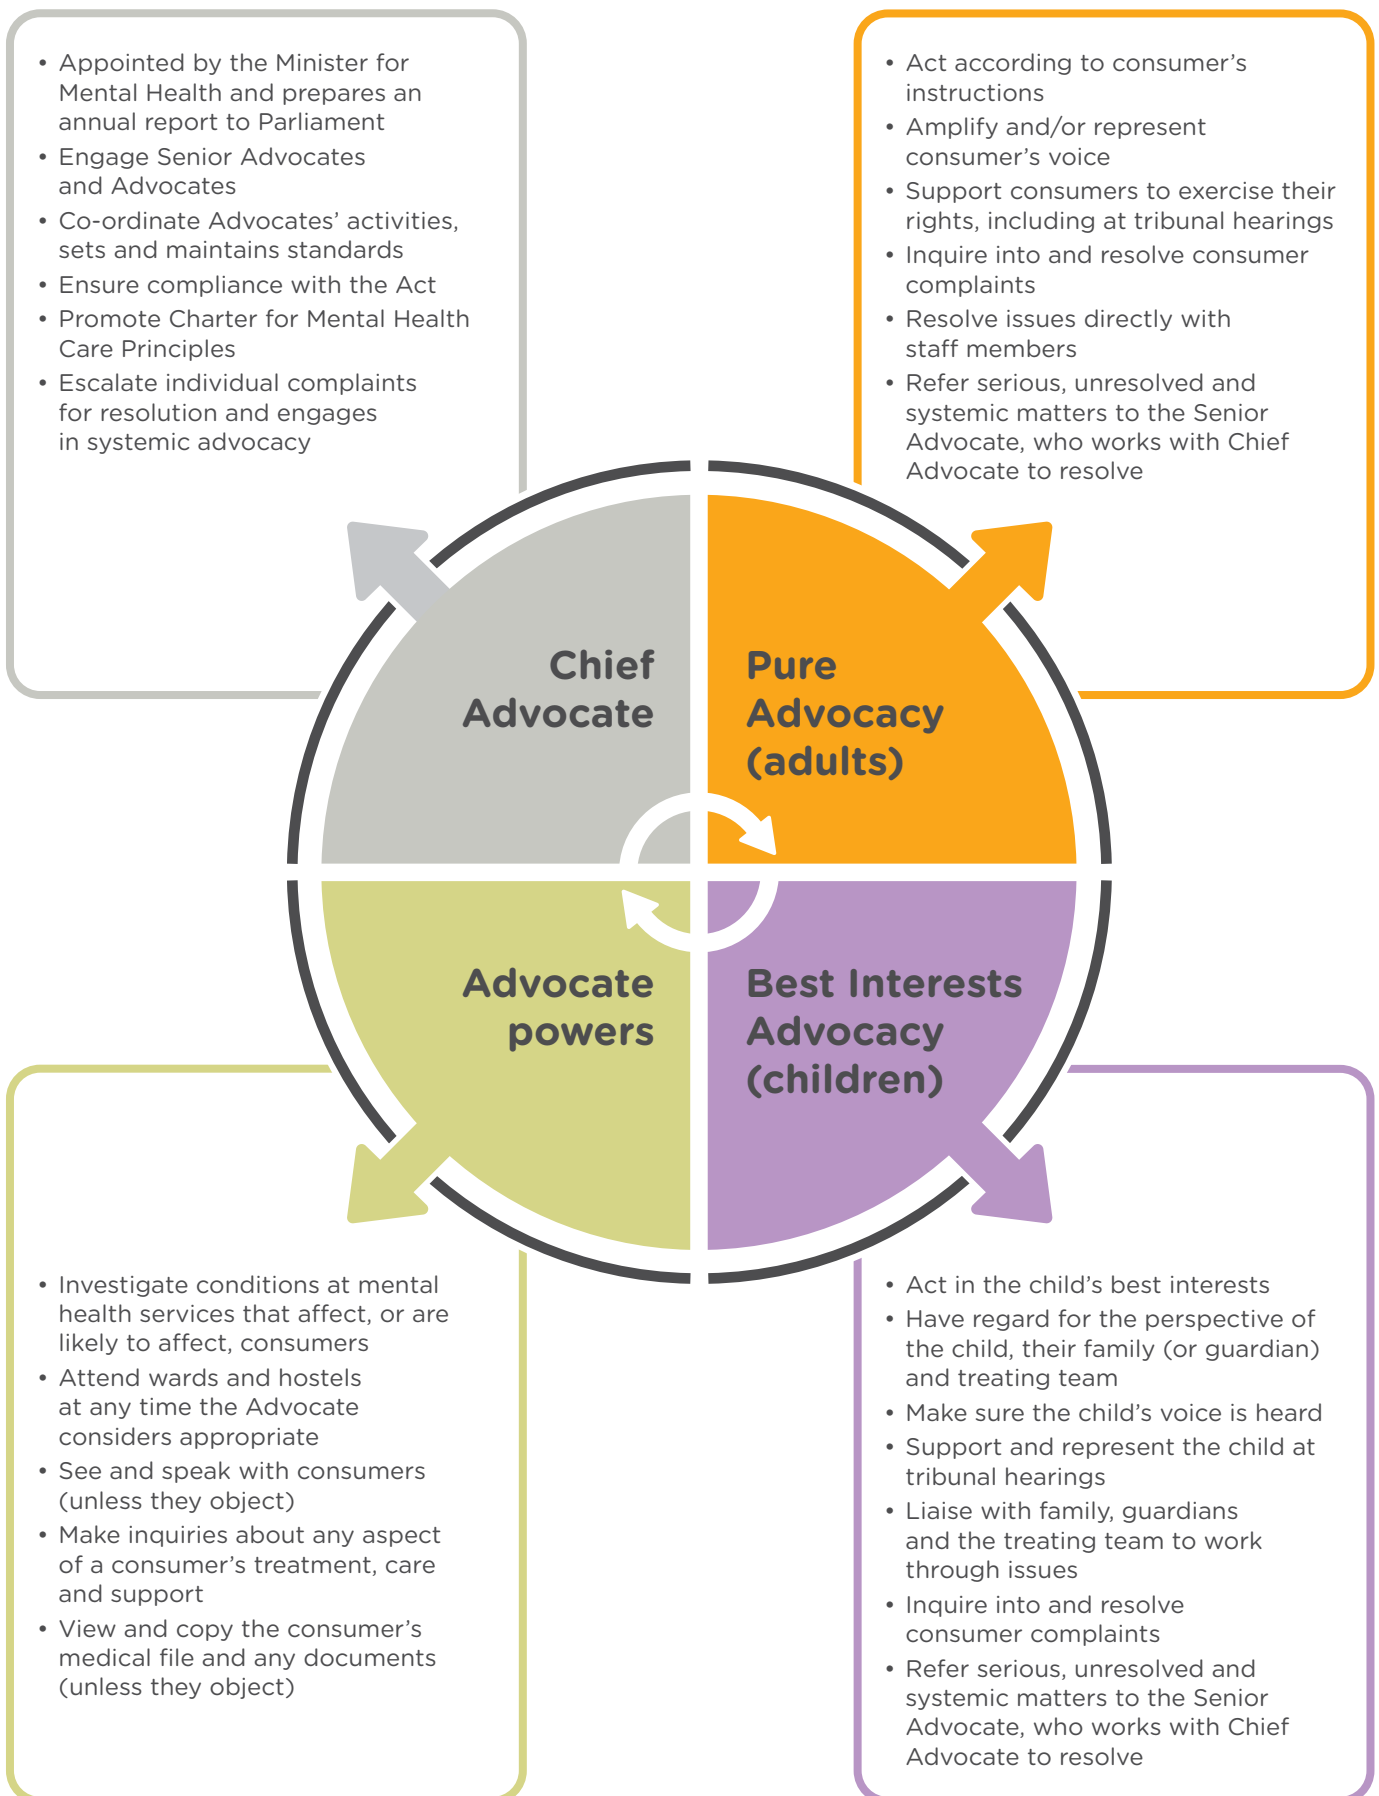 • Appointed by the Minister for
Mental Health and prepares an
annual report to Parliament
• Engage Senior Advocates
and Advocates
• Co-ordinate Advocates’ activities,
sets and maintains standards
• Ensure compliance with the Act
• Promote Charter for Mental Health
Care Principles
• Escalate individual complaints
for resolution and engages
in systemic advocacy
• Act according to consumer’s
instructions
• Amplify and/or represent
consumer’s voice
• Support consumers to exercise their
rights, including at tribunal hearings
• Inquire into and resolve consumer
complaints
• Resolve issues directly with
staff members
• Refer serious, unresolved and
systemic matters to the Senior
Advocate, who works with Chief
Advocate to resolve
Chief
Advocate
Pure
Advocacy
(adults)
Advocate
powers
Best Interests
Advocacy
(children)
• Investigate conditions at mental
health services that affect, or are
likely to affect, consumers
• Attend wards and hostels
at any time the Advocate
considers appropriate
• See and speak with consumers
(unless they object)
• Make inquiries about any aspect
of a consumer’s treatment, care
and support
• View and copy the consumer’s
medical file and any documents
(unless they object)
• Act in the child’s best interests
• Have regard for the perspective of
the child, their family (or guardian)
and treating team
• Make sure the child’s voice is heard
• Support and represent the child at
tribunal hearings
• Liaise with family, guardians
and the treating team to work
through issues
• Inquire into and resolve
consumer complaints
• Refer serious, unresolved and
systemic matters to the Senior
Advocate, who works with Chief
Advocate to resolve